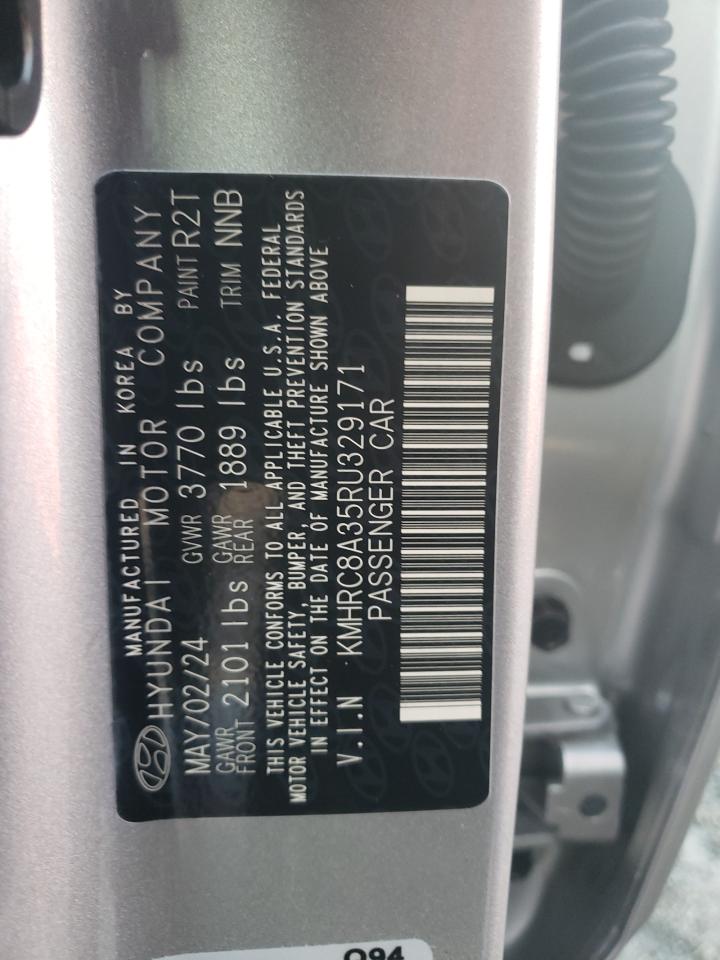 MANUFACTURED IN KOREA BY
HYUNDAI MOTOR COMPANY
MAY/02/24 GVWR 3770 lbs PAINT R2T
GAWR FRONT 2101 lbs GAWR REAR 1889 lbs TRIM NNB
THIS VEHICLE CONFORMS TO ALL APPLICABLE U.S.A. FEDERAL
MOTOR VEHICLE SAFETY, BUMPER, AND THEFT PREVENTION STANDARDS
IN EFFECT ON THE DATE OF MANUFACTURE SHOWN ABOVE
V.I.N KMHRC8A35RU329171
PASSENGER CAR